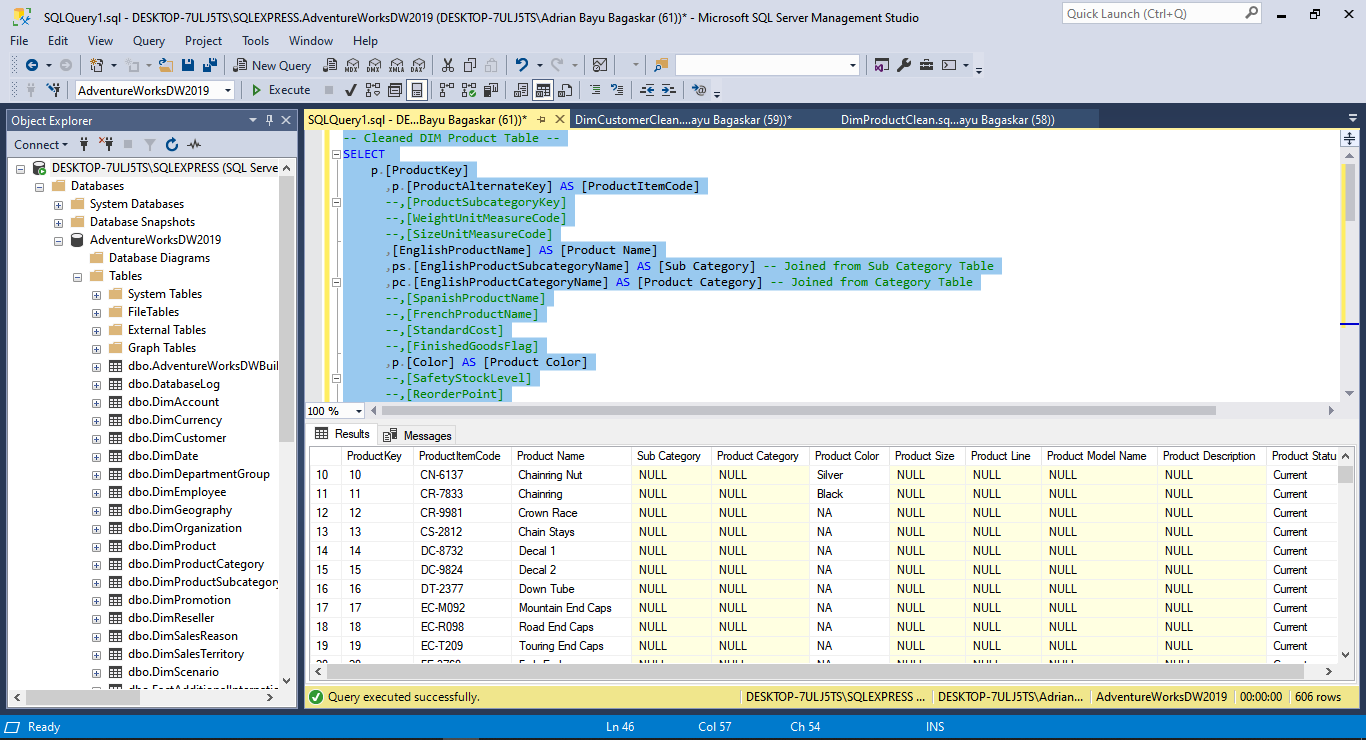 SQLQuery1.sql - DESKTOP-7ULJ5TS\SQLEXPRESS.AdventureWorksDW2019 (DESKTOP-7ULJ5TS\Adrian Bayu Bagaskar (61))* - Microsoft SQL Server Management Studio
Quick Launch (Ctrl+Q)
File Edit View Query Project Tools Window Help
New Query MDX DMX XMLA DAX
AdventureWorksDW2019 Execute
Object Explorer
SQLQuery1.sql - DE...Bayu Bagaskar (61))* DimCustomerClean....ayu Bagaskar (59))* DimProductClean.sq...ayu Bagaskar (58))
Connect
DESKTOP-7ULJ5TS\SQLEXPRESS (SQL Serve
Databases
System Databases
Database Snapshots
AdventureWorksDW2019
Database Diagrams
Tables
System Tables
FileTables
External Tables
Graph Tables
dbo.AdventureWorksDWBuil
dbo.DatabaseLog
dbo.DimAccount
dbo.DimCurrency
dbo.DimCustomer
dbo.DimDate
dbo.DimDepartmentGroup
dbo.DimEmployee
dbo.DimGeography
dbo.DimOrganization
dbo.DimProduct
dbo.DimProductCategory
dbo.DimProductSubcategory
dbo.DimPromotion
dbo.DimReseller
dbo.DimSalesReason
dbo.DimSalesTerritory
dbo.DimScenario
-- Cleaned DIM Product Table --
SELECT
p.[ProductKey]
,p.[ProductAlternateKey] AS [ProductItemCode]
--,[ProductSubcategoryKey]
--,[WeightUnitMeasureCode]
--,[SizeUnitMeasureCode]
,[EnglishProductName] AS [Product Name]
,ps.[EnglishProductSubcategoryName] AS [Sub Category] -- Joined from Sub Category Table
,pc.[EnglishProductCategoryName] AS [Product Category] -- Joined from Category Table
--,[SpanishProductName]
--,[FrenchProductName]
--,[StandardCost]
--,[FinishedGoodsFlag]
,p.[Color] AS [Product Color]
--,[SafetyStockLevel]
--,[ReorderPoint]
100 %
Results Messages
ProductKey ProductItemCode Product Name Sub Category Product Category Product Color Product Size Product Line Product Model Name Product Description Product Statu
10 10 CN-6137 Chainring Nut NULL NULL Silver NULL NULL NULL NULL Current
11 11 CR-7833 Chainring NULL NULL Black NULL NULL NULL NULL Current
12 12 CR-9981 Crown Race NULL NULL NA NULL NULL NULL NULL Current
13 13 CS-2812 Chain Stays NULL NULL NA NULL NULL NULL NULL Current
14 14 DC-8732 Decal 1 NULL NULL NA NULL NULL NULL NULL Current
15 15 DC-9824 Decal 2 NULL NULL NA NULL NULL NULL NULL Current
16 16 DT-2377 Down Tube NULL NULL NA NULL NULL NULL NULL Current
17 17 EC-M092 Mountain End Caps NULL NULL NA NULL NULL NULL NULL Current
18 18 EC-R098 Road End Caps NULL NULL NA NULL NULL NULL NULL Current
19 19 EC-T209 Touring End Caps NULL NULL NA NULL NULL NULL NULL Current
Query executed successfully. DESKTOP-7ULJ5TS\SQLEXPRESS ... DESKTOP-7ULJ5TS\Adrian... AdventureWorksDW2019 00:00:00 606 rows
Ready Ln 46 Col 57 Ch 54 INS